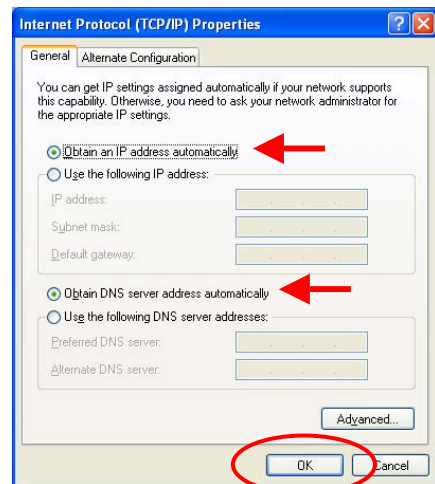 Internet Protocol (TCP/IP) Properties
General
Alternate Configuration
You can get IP settings assigned automatically if your network supports
this capability. Otherwise, you need to ask your network administrator for
the appropriate IP settings.
Obtain an IP address automatically
Use the following IP address:
IP address:
Subnet mask:
Default gateway:
Obtain DNS server address automatically
Use the following DNS server addresses:
Preferred DNS server:
Alternate DNS server:
Advanced...
OK
Cancel